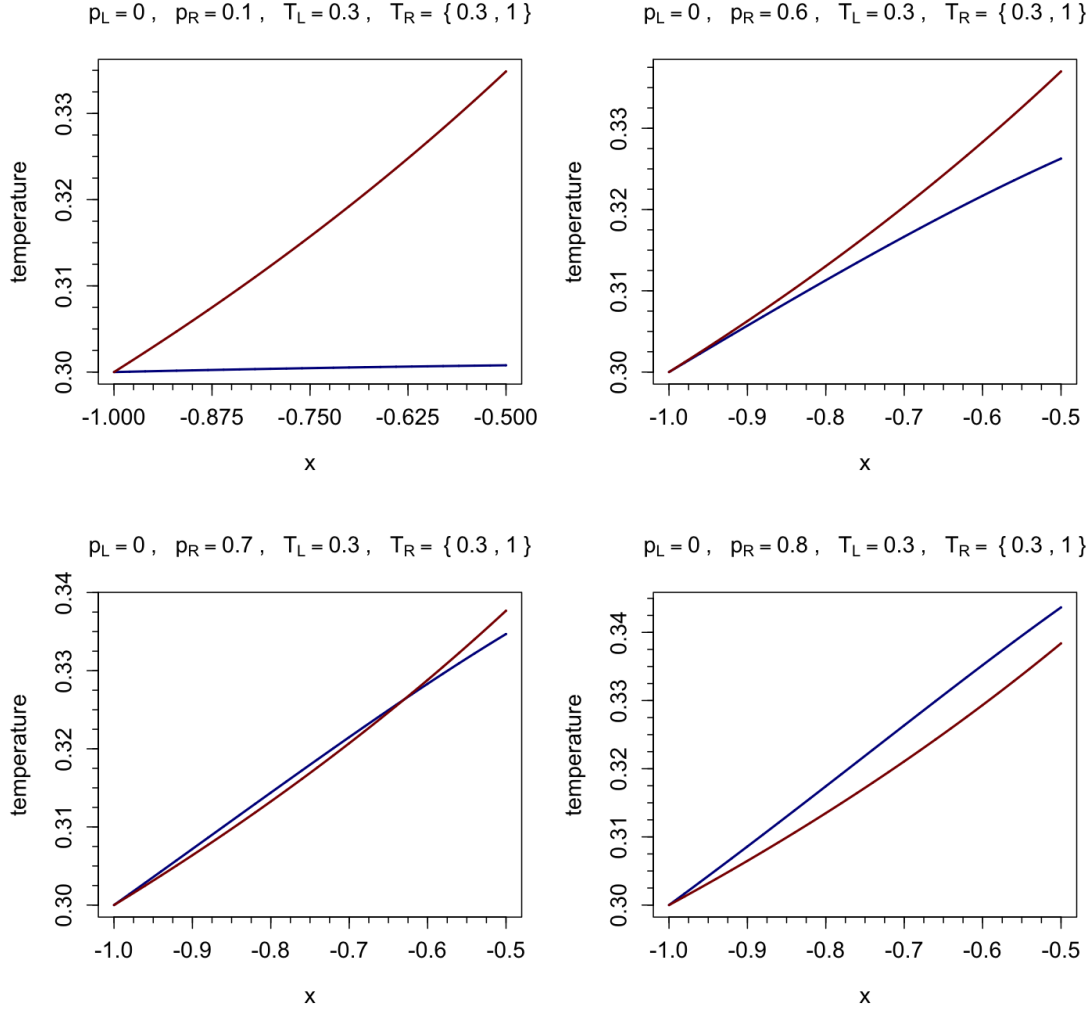 p_L = 0 , p_R = 0.1 , T_L = 0.3 , T_R = { 0.3 , 1 }
temperature
0.33
0.32
0.31
0.30
-1.000 -0.875 -0.750 -0.625 -0.500
x
p_L = 0 , p_R = 0.6 , T_L = 0.3 , T_R = { 0.3 , 1 }
temperature
0.33
0.32
0.31
0.30
-1.0 -0.9 -0.8 -0.7 -0.6 -0.5
x
p_L = 0 , p_R = 0.7 , T_L = 0.3 , T_R = { 0.3 , 1 }
temperature
0.34
0.33
0.32
0.31
0.30
-1.0 -0.9 -0.8 -0.7 -0.6 -0.5
x
p_L = 0 , p_R = 0.8 , T_L = 0.3 , T_R = { 0.3 , 1 }
temperature
0.34
0.33
0.32
0.31
0.30
-1.0 -0.9 -0.8 -0.7 -0.6 -0.5
x